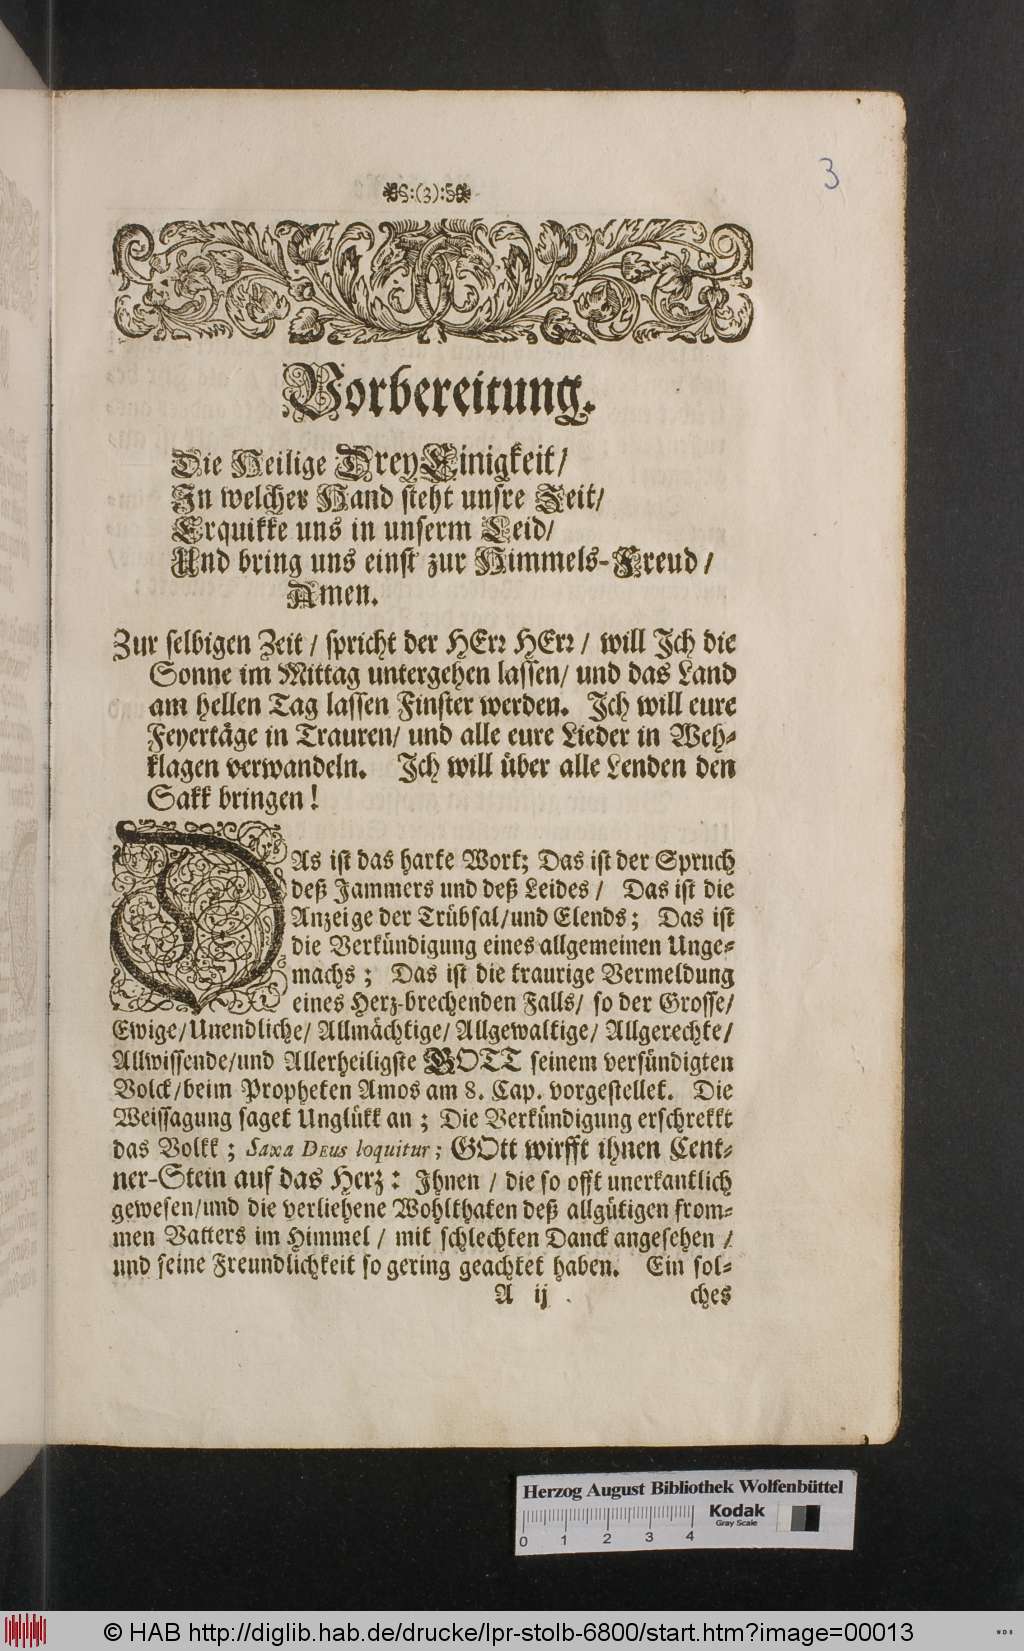 :(3):
3
Vorbereitung.
Die Heilige Drey-Einigkeit/
In welcher Hand steht unsre Zeit/
Erquikke uns in unserm Leid/
Und bring uns einst zur Himmels-Freud /
Amen.
Zur selbigen Zeit / spricht der HErr HErr / will Ich die
Sonne im Mittag untergehen lassen/ und das Land
am hellen Tag lassen Finster werden. Ich will eure
Feyertäge in Trauren/ und alle eure Lieder in Weh-
klagen verwandeln. Ich will über alle Lenden den
Sakk bringen !
DAs ist das harte Wort; Das ist der Spruch
deß Jammers und deß Leides / Das ist die
Anzeige der Trübsal/und Elends; Das ist
die Verkündigung eines allgemeinen Unge-
machs ; Das ist die traurige Vermeldung
eines Herz-brechenden Falls/ so der Grosse/
Ewige/Unendliche/ Allmächtige/ Allgewaltige/ Allgerechte/
Allwissende/und Allerheiligste GOTT seinem versündigten
Volck/beim Propheten Amos am 8. Cap. vorgestellet. Die
Weissagung saget Unglükk an ; Die Verkündigung erschrekkt
das Volkk ; Saxa DEus loquitur ; GOtt wirfft ihnen Cent-
ner-Stein auf das Herz : Ihnen / die so offt unerkantlich
gewesen/und die verliehene Wohlthaten deß allgütigen from-
men Vatters im Himmel / mit schlechten Danck angesehen /
und seine Freundlichkeit so gering geachtet haben. Ein sol-
A ij
ches
Herzog August Bibliothek Wolfenbüttel
Kodak
Gray Scale
0 1 2 3 4
© HAB http://diglib.hab.de/drucke/lpr-stolb-6800/start.htm?image=00013